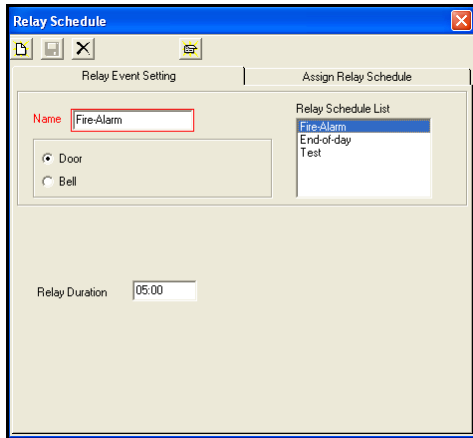 Relay Schedule
Relay Event Setting
Assign Relay Schedule
Name
Fire-Alarm
Relay Schedule List
Fire-Alarm
End-of-day
Test
Door
Bell
Relay Duration
05:00